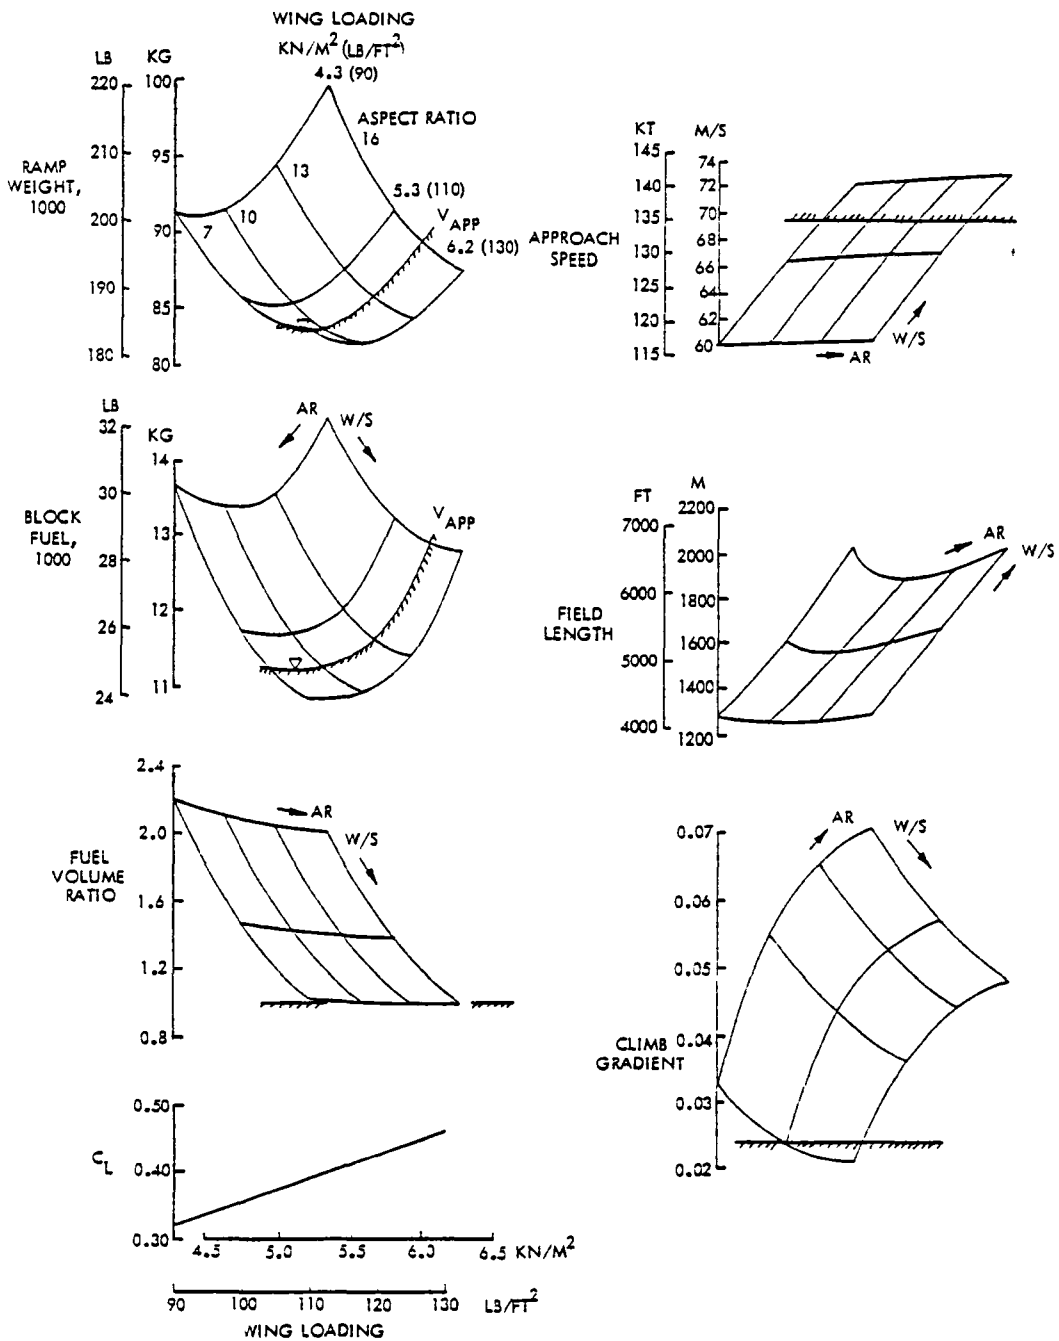 WING LOADING
KN/M² (LB/FT²)
4.3 (90)
LB
KG
220
210
200
190
180
100
95
90
85
80
RAMP
WEIGHT,
1000
ASPECT RATIO
16
13
10
7
5.3 (110)
V APP
6.2 (130)
KT
M/S
145
140
135
130
125
120
115
74
72
70
68
66
64
62
60
APPROACH
SPEED
AR
W/S
LB
KG
32
30
28
26
24
14
13
12
11
BLOCK
FUEL,
1000
AR
W/S
V APP
FT
M
7000
6000
5000
4000
2200
2000
1800
1600
1400
1200
FIELD
LENGTH
AR
W/S
2.4
2.0
1.6
1.2
0.8
FUEL
VOLUME
RATIO
AR
W/S
0.07
0.06
0.05
0.04
0.03
0.02
CLIMB
GRADIENT
AR
W/S
0.50
0.40
0.30
C L
4.5
5.0
5.5
6.0
6.5
KN/M²
90
100
110
120
130
LB/FT²
WING LOADING